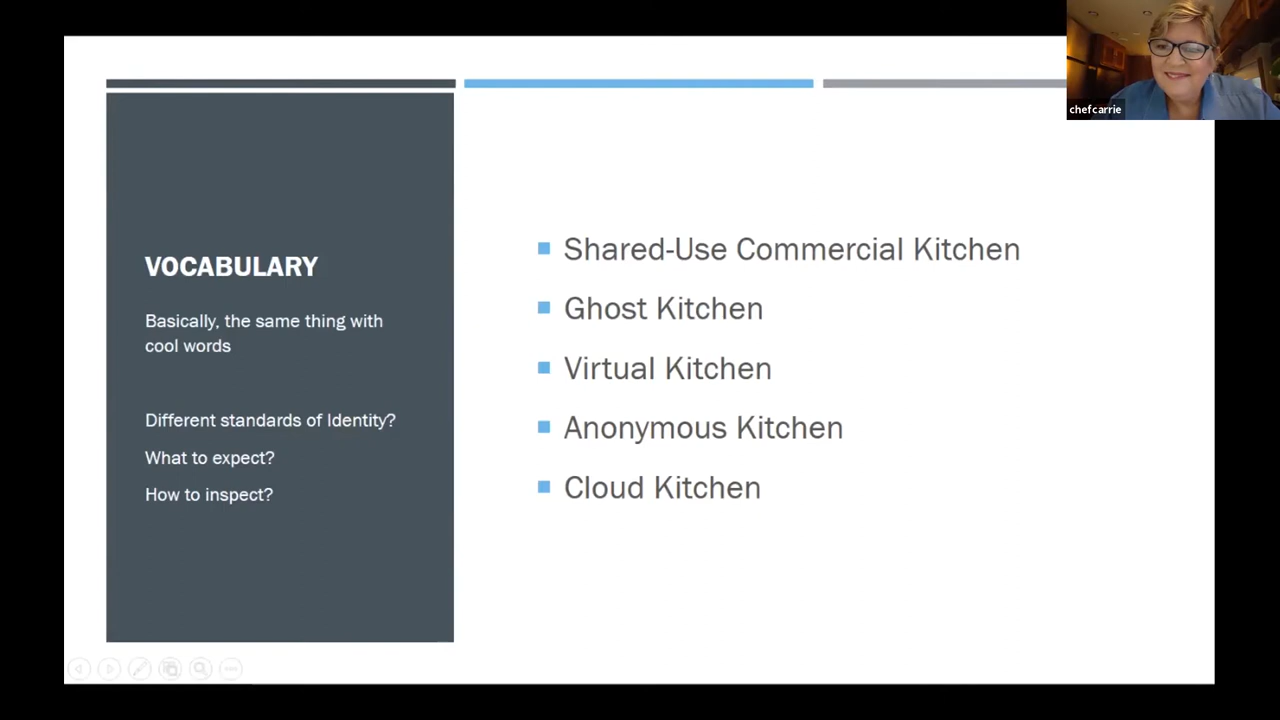 chefcarrie
VOCABULARY
Basically, the same thing with
cool words
Different standards of Identity?
What to expect?
How to inspect?
Shared-Use Commercial Kitchen
Ghost Kitchen
Virtual Kitchen
Anonymous Kitchen
Cloud Kitchen